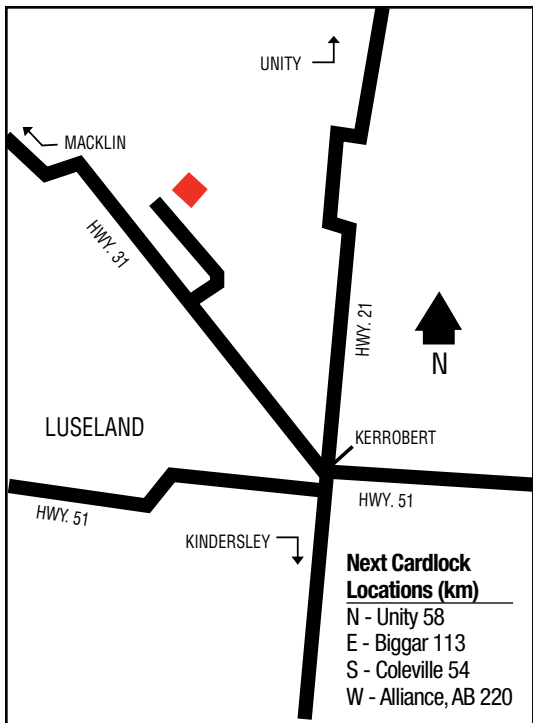 UNITY
MACKLIN
HWY. 31
HWY. 21
N
LUSELAND
KERROBERT
HWY. 51
HWY. 51
KINDERSLEY
Next Cardlock
Locations (km)
N - Unity 58
E - Biggar 113
S - Coleville 54
W - Alliance, AB 220